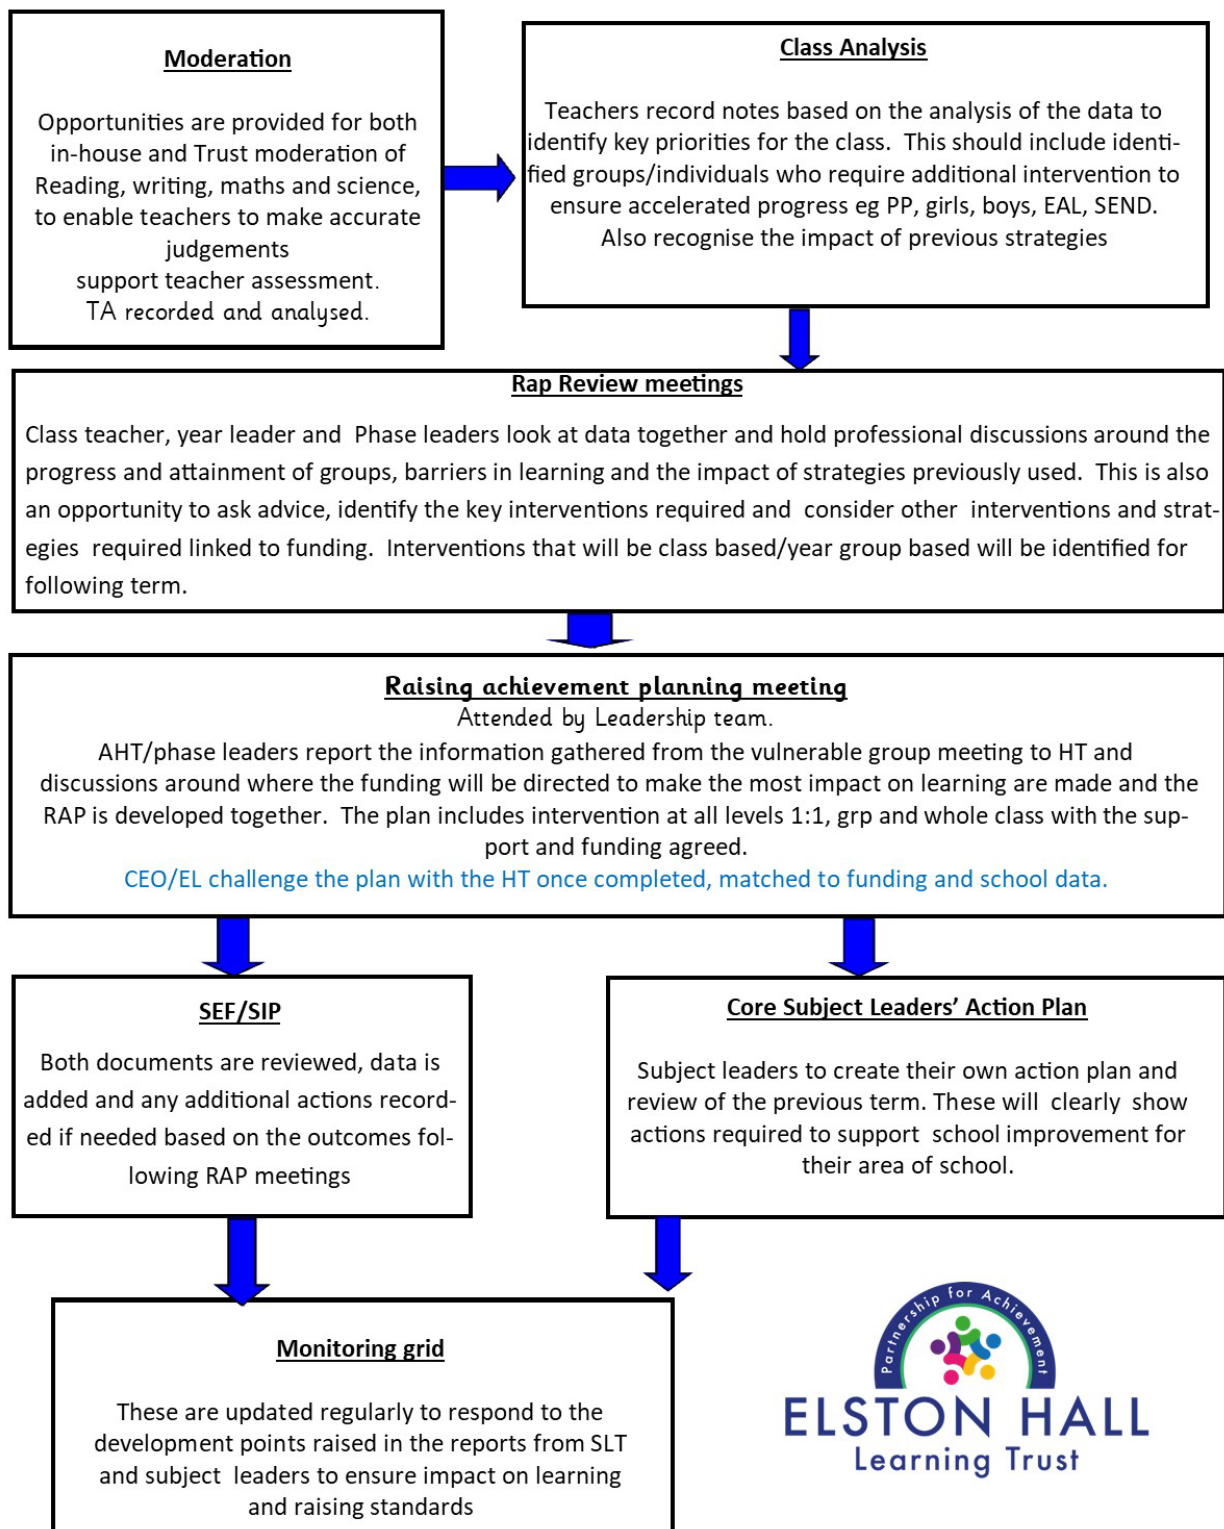 Moderation
Opportunities are provided for both
in-house and Trust moderation of
Reading, writing, maths and science,
to enable teachers to make accurate
judgements
support teacher assessment.
TA recorded and analysed.
Class Analysis
Teachers record notes based on the analysis of the data to
identify key priorities for the class.  This should include identi-
fied groups/individuals who require additional intervention to
ensure accelerated progress eg PP, girls, boys, EAL, SEND.
Also recognise the impact of previous strategies
Rap Review meetings
Class teacher, year leader and  Phase leaders look at data together and hold professional discussions around the
progress and attainment of groups, barriers in learning and the impact of strategies previously used.  This is also
an opportunity to ask advice, identify the key interventions required and  consider other  interventions and strat-
egies  required linked to funding.  Interventions that will be class based/year group based will be identified for
following term.
Raising achievement planning meeting
Attended by Leadership team.
AHT/phase leaders report the information gathered from the vulnerable group meeting to HT and
discussions around where the funding will be directed to make the most impact on learning are made and the
RAP is developed together.  The plan includes intervention at all levels 1:1, grp and whole class with the sup-
port and funding agreed.
CEO/EL challenge the plan with the HT once completed, matched to funding and school data.
SEF/SIP
Both documents are reviewed, data is
added and any additional actions record-
ed if needed based on the outcomes fol-
lowing RAP meetings
Core Subject Leaders’ Action Plan
Subject leaders to create their own action plan and
review of the previous term. These will  clearly  show
actions required to support  school improvement for
their area of school.
Monitoring grid
These are updated regularly to respond to the
development points raised in the reports from SLT
and subject  leaders to ensure impact on learning
and raising standards
Partnership for Achievement
ELSTON HALL
Learning Trust